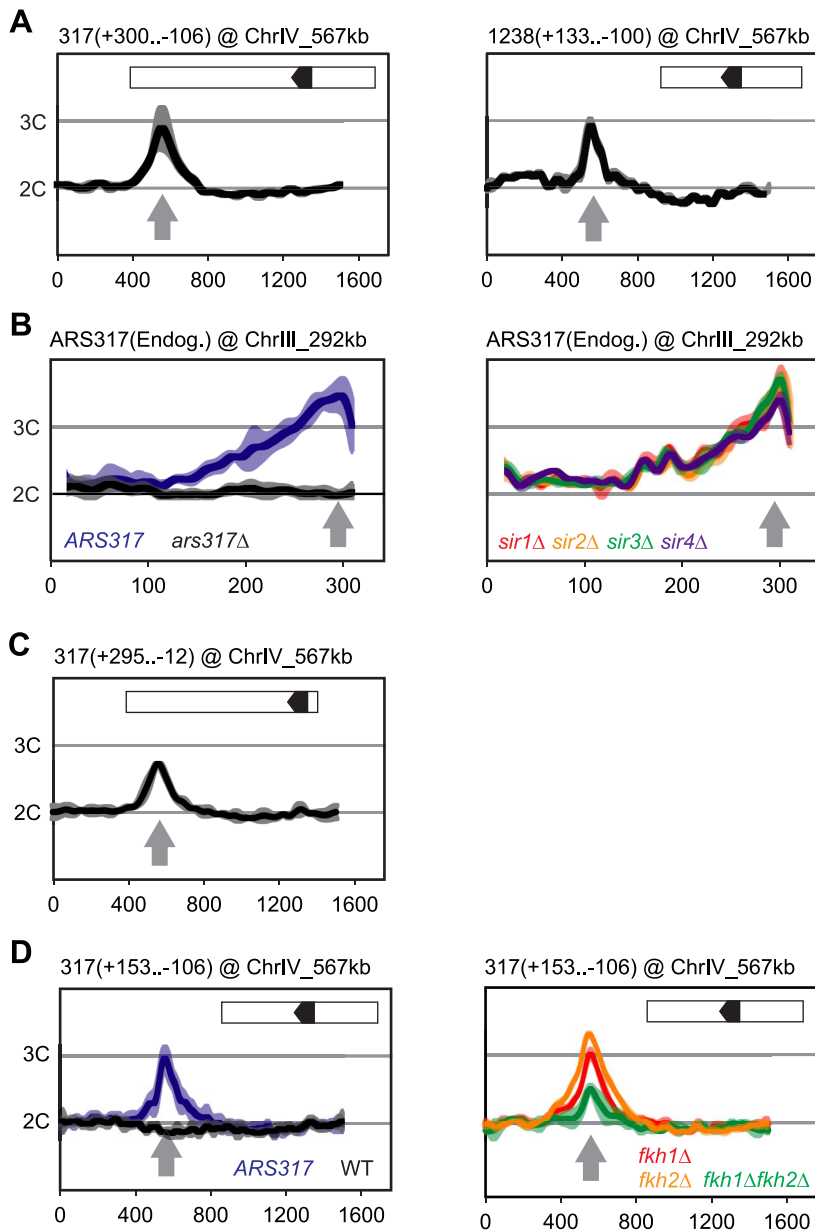 A
317(+300..-106) @ ChrIV_567kb
1238(+133..-100) @ ChrIV_567kb
3C
2C
0 400 800 1200 1600
0 400 800 1200 1600
B
ARS317(Endog.) @ ChrIII_292kb
ARS317(Endog.) @ ChrIII_292kb
3C
2C
ARS317 ars317Δ
sir1Δ sir2Δ sir3Δ sir4Δ
0 100 200 300
0 100 200 300
C
317(+295..-12) @ ChrIV_567kb
3C
2C
0 400 800 1200 1600
D
317(+153..-106) @ ChrIV_567kb
317(+153..-106) @ ChrIV_567kb
3C
2C
ARS317 WT
fkh1Δ
fkh2Δ fkh1Δfkh2Δ
0 400 800 1200 1600
0 400 800 1200 1600